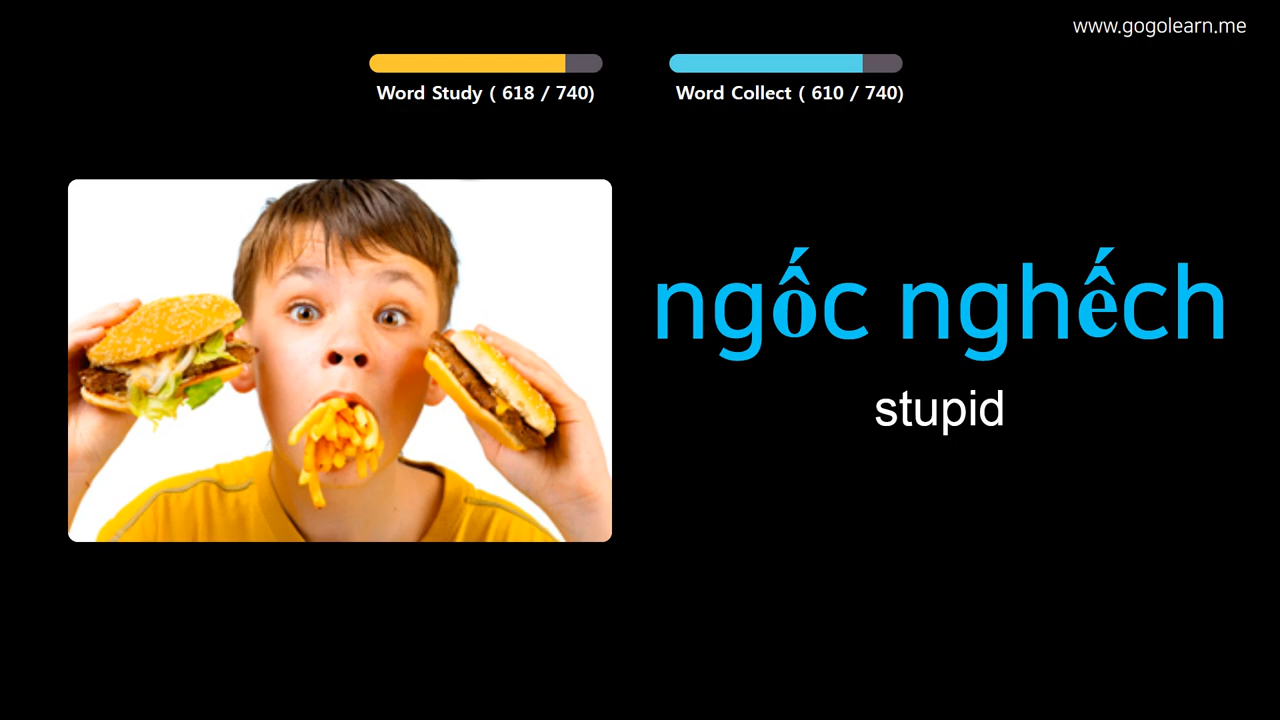 www.gogolearn.me
Word Study ( 618 / 740)
Word Collect ( 610 / 740)
ngốc nghếch
stupid